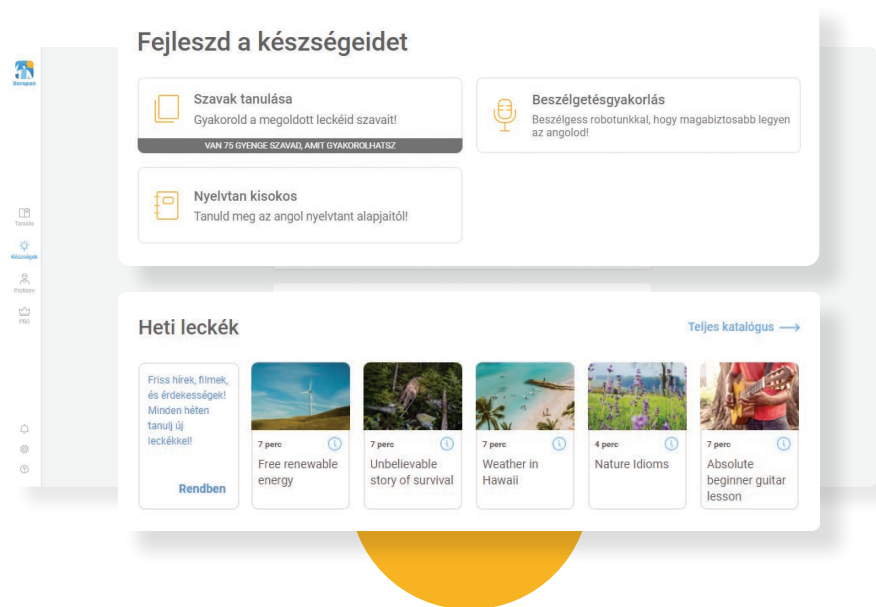 Xeropan
Tanulás
Készségek
Profilom
PRO
Fejleszd a készségeidet
Szavak tanulása
Gyakorold a megoldott leckéid szavait!
VAN 75 GYENGE SZAVAD, AMIT GYAKOROLHATSZ
Beszélgetésgyakorlás
Beszélgess robotunkkal, hogy magabiztosabb legyen
az angolod!
Nyelvtan kisokos
Tanuld meg az angol nyelvtant alapjaitól!
Heti leckék
Teljes katalógus
Friss hírek, filmek,
és érdekességek!
Minden héten
tanulj új
leckékkel!
Rendben
7 perc
Free renewable
energy
7 perc
Unbelievable
story of survival
7 perc
Weather in
Hawaii
4 perc
Nature Idioms
7 perc
Absolute
beginner guitar
lesson